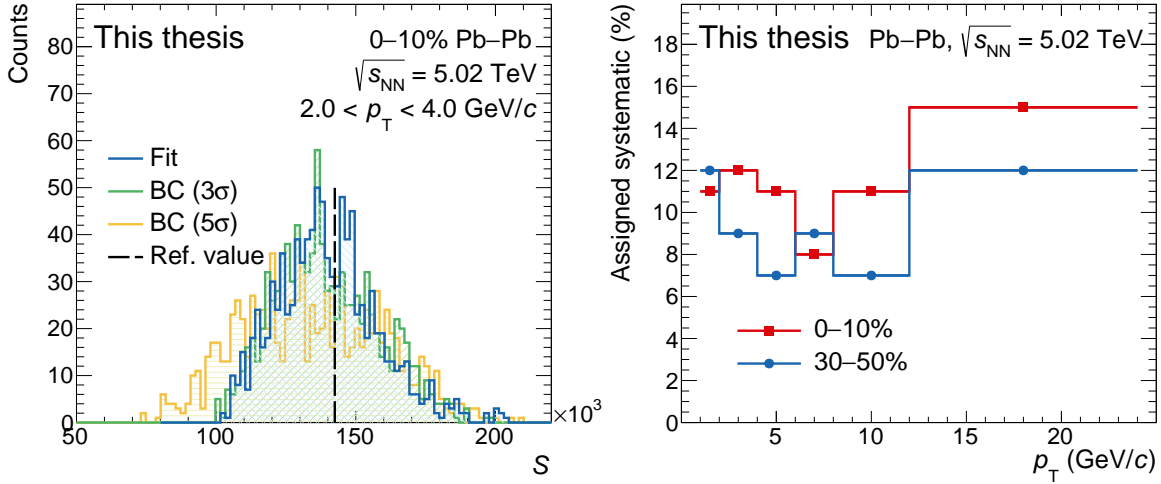 Counts
This thesis
0–10% Pb–Pb
√s_NN = 5.02 TeV
2.0 < p_T < 4.0 GeV/c
Fit
BC (3σ)
BC (5σ)
Ref. value
80
70
60
50
40
30
20
10
0
50 100 150 200
×10³
S
Assigned systematic (%)
This thesis Pb–Pb, √s_NN = 5.02 TeV
18
16
14
12
10
8
6
4
2
0
0–10%
30–50%
5 10 15 20
p_T (GeV/c)